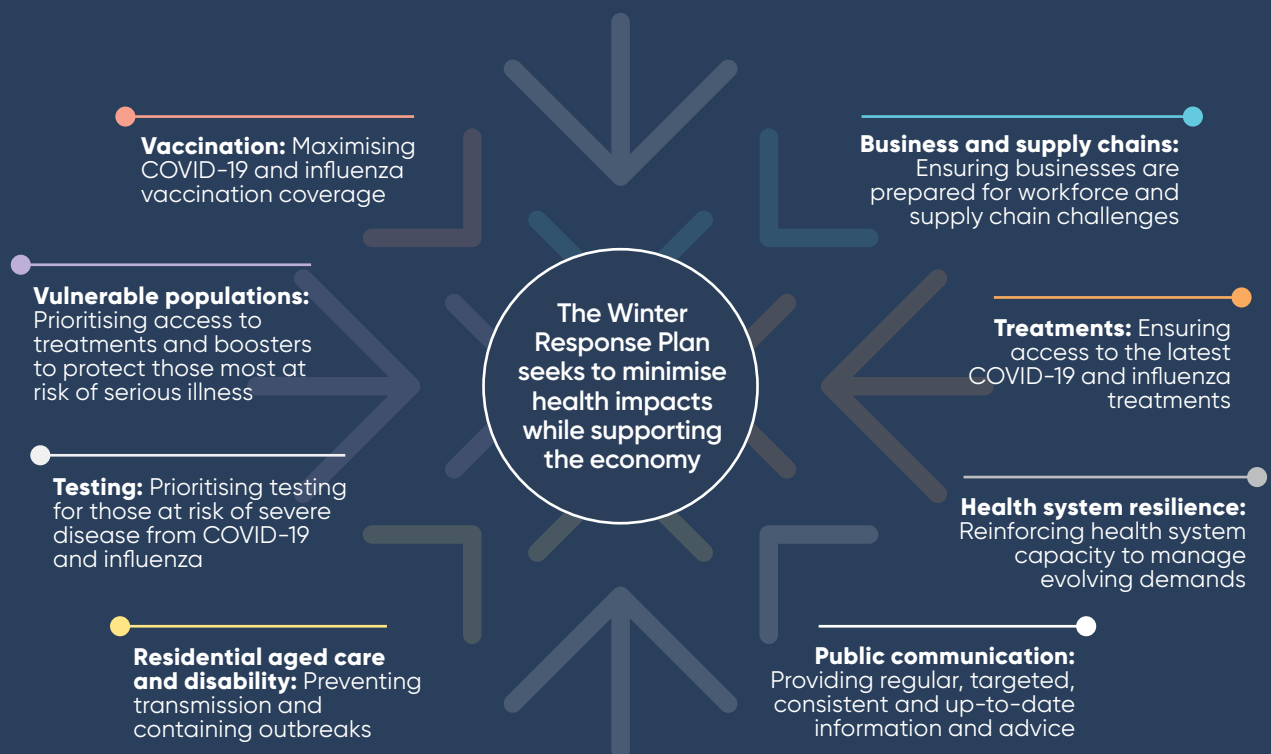 Vaccination: Maximising
COVID-19 and influenza
vaccination coverage
Vulnerable populations:
Prioritising access to
treatments and boosters
to protect those most at
risk of serious illness
Testing: Prioritising testing
for those at risk of severe
disease from COVID-19
and influenza
Residential aged care
and disability: Preventing
transmission and
containing outbreaks
The Winter
Response Plan
seeks to minimise
health impacts
while supporting
the economy
Business and supply chains:
Ensuring businesses are
prepared for workforce and
supply chain challenges
Treatments: Ensuring
access to the latest
COVID-19 and influenza
treatments
Health system resilience:
Reinforcing health system
capacity to manage
evolving demands
Public communication:
Providing regular, targeted,
consistent and up-to-date
information and advice